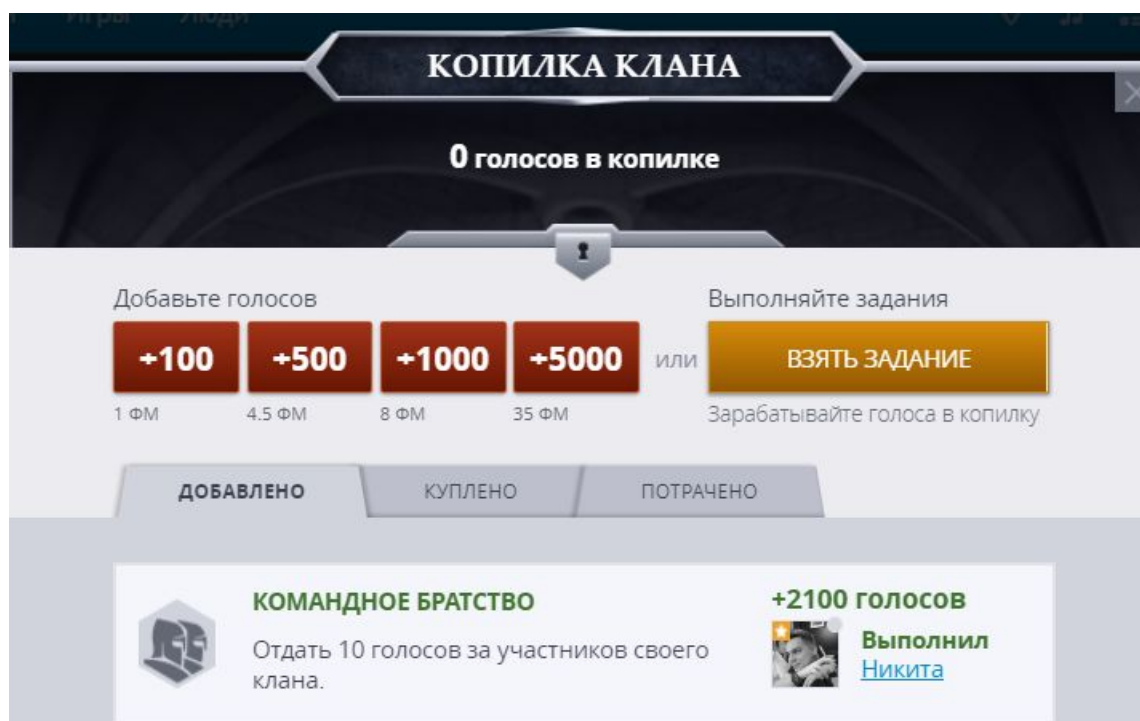 Игры Люди
КОПИЛКА КЛАНА
0 голосов в копилке
Добавьте голосов
Выполняйте задания
+100 +500 +1000 +5000 или ВЗЯТЬ ЗАДАНИЕ
1 ФМ 4.5 ФМ 8 ФМ 35 ФМ Зарабатывайте голоса в копилку
ДОБАВЛЕНО КУПЛЕНО ПОТРАЧЕНО
КОМАНДНОЕ БРАТСТВО
Отдать 10 голосов за участников своего
клана.
+2100 голосов
Выполнил
Никита